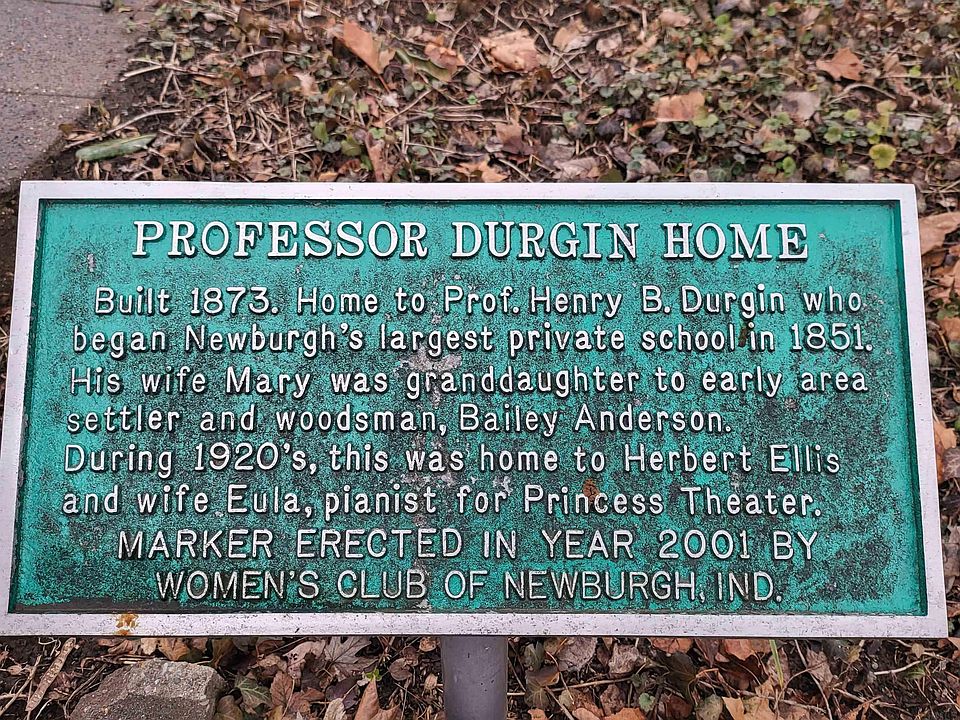 PROFESSOR DURGIN HOME
Built 1873. Home to Prof. Henry B. Durgin who
began Newburgh's largest private school in 1851.
His wife Mary was granddaughter to early area
settler and woodsman, Bailey Anderson.
During 1920's, this was home to Herbert Ellis
and wife Eula, pianist for Princess Theater.
MARKER ERECTED IN YEAR 2001 BY
WOMEN'S CLUB OF NEWBURGH, IND.